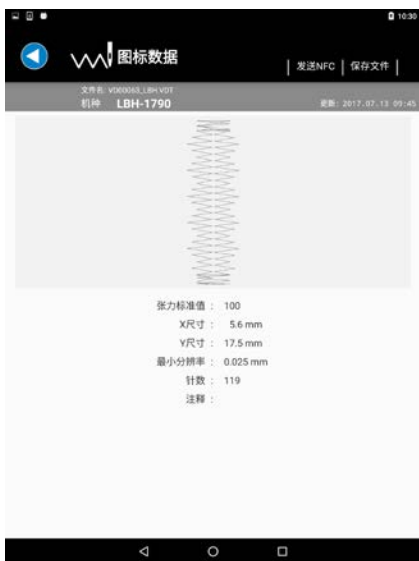 10:30
图标数据
发送NFC | 保存文件 |
文件名: VD00063_LBH.VDT
机种 LBH-1790
更新: 2017.07.13 09:45
张力标准值 : 100
X尺寸 : 5.6 mm
Y尺寸 : 17.5 mm
最小分辨率 : 0.025 mm
针数 : 119
注释 :